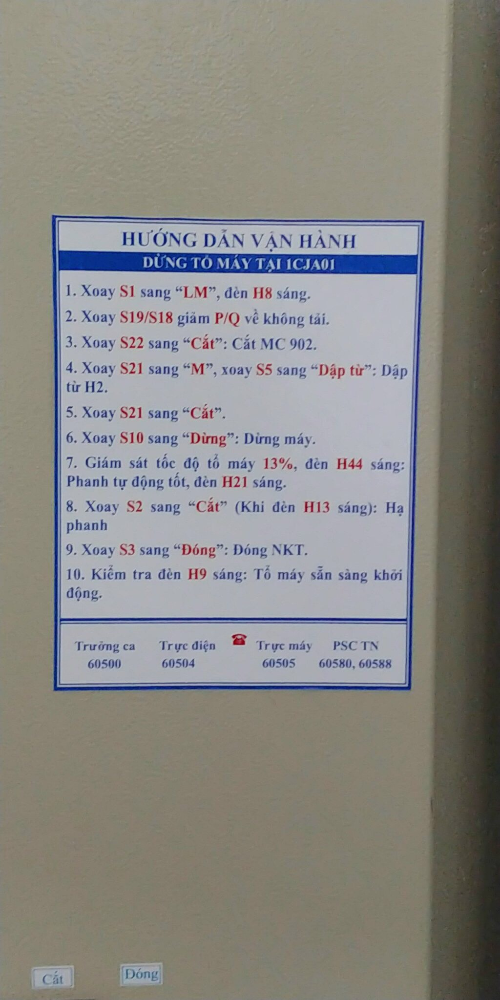 HƯỚNG DẪN VẬN HÀNH
DỪNG TỔ MÁY TẠI 1CJA01
1. Xoay S1 sang “LM”, đèn H8 sáng.
2. Xoay S19/S18 giảm P/Q về không tải.
3. Xoay S22 sang “Cắt”: Cắt MC 902.
4. Xoay S21 sang “M”, xoay S5 sang “Dập từ”: Dập
từ H2.
5. Xoay S21 sang “Cắt”.
6. Xoay S10 sang “Dừng”: Dừng máy.
7. Giám sát tốc độ tổ máy 13%, đèn H44 sáng:
Phanh tự động tốt, đèn H21 sáng.
8. Xoay S2 sang “Cắt” (Khi đèn H13 sáng): Hạ
phanh
9. Xoay S3 sang “Đóng”: Đóng NKT.
10. Kiểm tra đèn H9 sáng: Tổ máy sẵn sàng khởi
động.
Trưởng ca Trực điện ☎ Trực máy PSC TN
60500 60504 60505 60580, 60588
Cắt Đóng